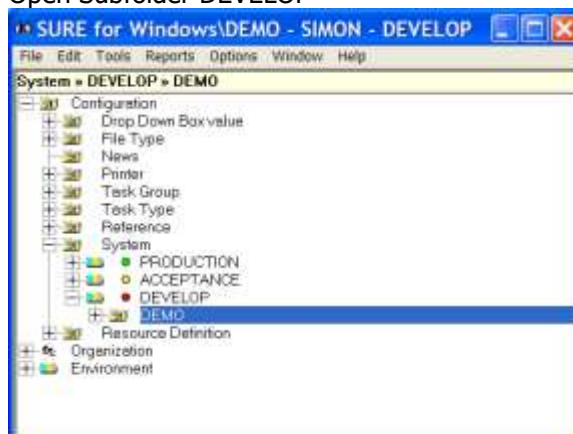 Open Subfolder DEVELOP
SURE for Windows\DEMO - SIMON - DEVELOP
File Edit Tools Reports Options Window Help
System » DEVELOP » DEMO
Configuration
Drop Down Box value
File Type
News
Printer
Task Group
Task Type
Reference
System
PRODUCTION
ACCEPTANCE
DEVELOP
DEMO
Resource Definition
Organization
Environment